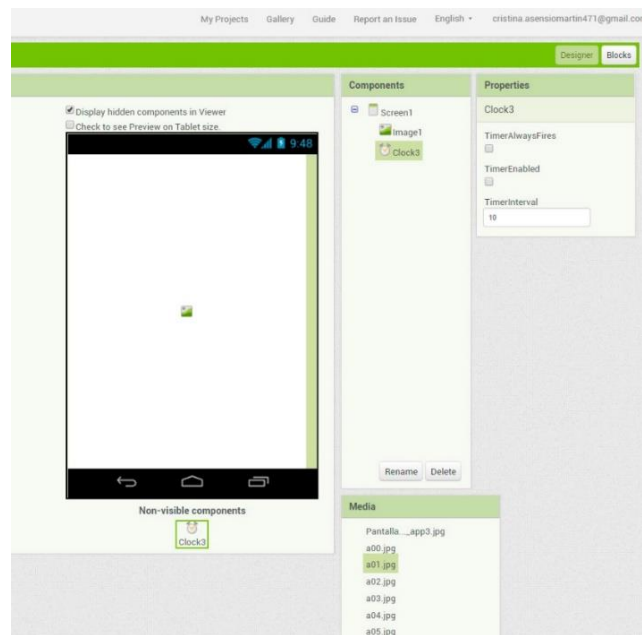 My Projects Gallery Guide Report an Issue English cristina.asensiomartin471@gmail.co
Designer Blocks
Display hidden components in Viewer
Check to see Preview on Tablet size.
9:48
Non-visible components
Clock3
Components
Screen1
Image1
Clock3
Rename Delete
Media
Pantalla..._app3.jpg
a00.jpg
a01.jpg
a02.jpg
a03.jpg
a04.jpg
a05.jpg
Properties
Clock3
TimerAlwaysFires
TimerEnabled
TimerInterval
10